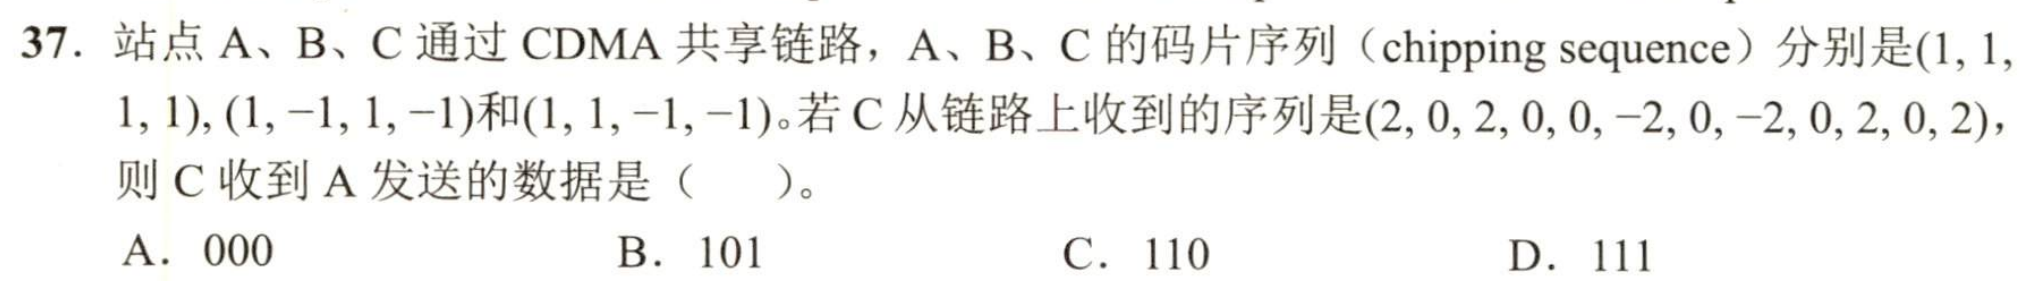 37. 站点 A、B、C 通过 CDMA 共享链路，A、B、C 的码片序列（chipping sequence）分别是(1, 1,
1, 1), (1, −1, 1, −1)和(1, 1, −1, −1)。若 C 从链路上收到的序列是(2, 0, 2, 0, 0, −2, 0, −2, 0, 2, 0, 2)，
则 C 收到 A 发送的数据是（　　）。
A．000 B．101 C．110 D．111